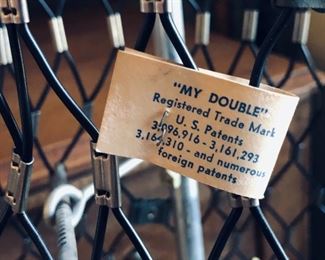 "MY DOUBLE"
Registered Trade Mark
U. S. Patents
3,096,916 - 3,161,293
3,164,310 - and numerous
foreign patents